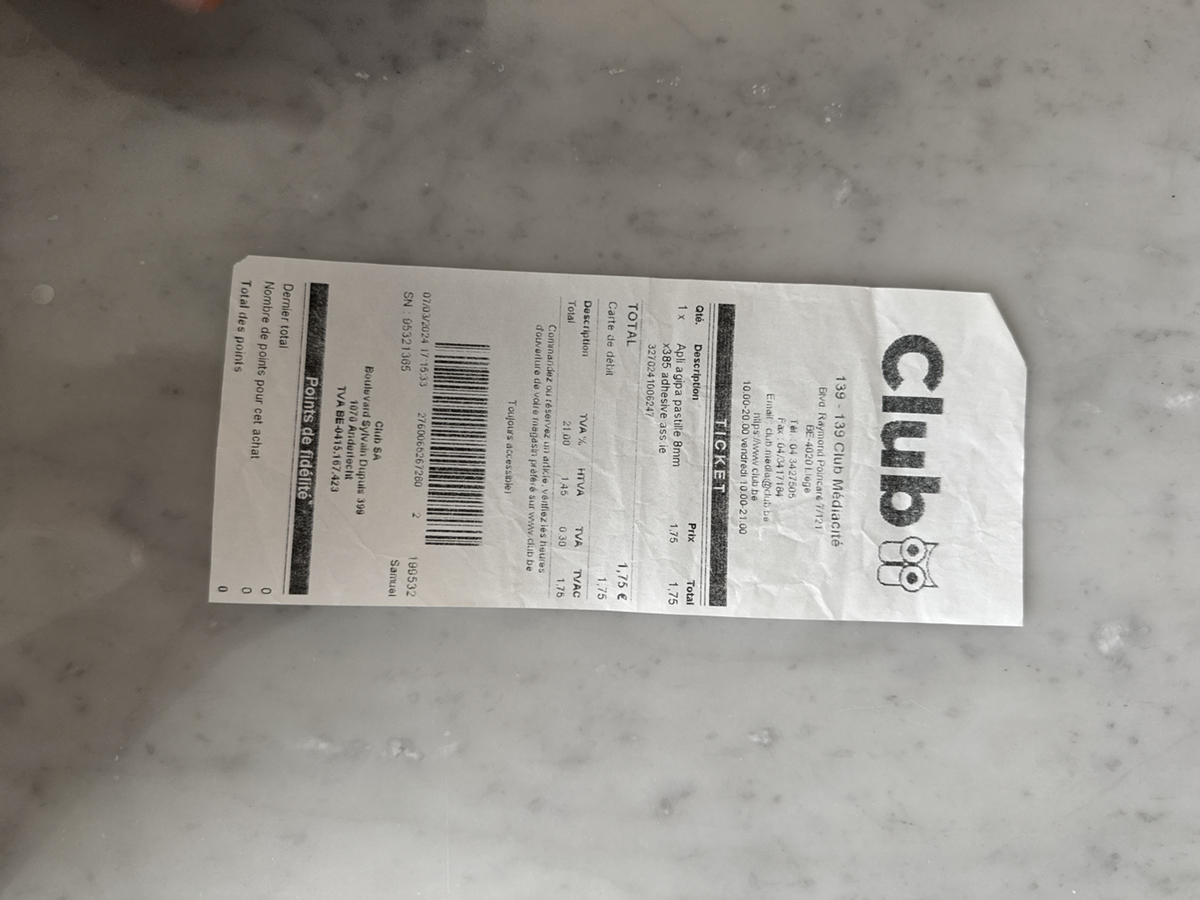 Club
139 - 139 Club Médiacité
Blvd. Raymond Poincaré 7/121
BE-4020 Liege
Tél : 04 3427505
Fax : 04/3417184
Email: club.media@club.be
https://www.club.be
10.00-20.00 vendredi 10.00-21.00
TICKET
Qté. Description Prix Total
1 x Apli agipa pastille 8mm 1,75 1,75
x385 adhesive ass.ie
3270241006247
TOTAL 1,75 €
Carte de débit 1,75
Description TVA % HTVA TVA TVAC
Total 21.00 1,45 0.30 1,75
Commandez ou réservez un article, vérifiez les heures
d'ouverture de votre magasin préféré sur www.club.be
Toujours accessible!
07/03/2024 17:15:33 2760066267280 2 199532
SN : 05321365 Samuel
Club SA
Boulevard Sylvain Dupuis 399
1070 Anderlecht
TVA BE-0415.167.423
Points de fidélité
Dernier total 0
Nombre de points pour cet achat 0
Total des points 0